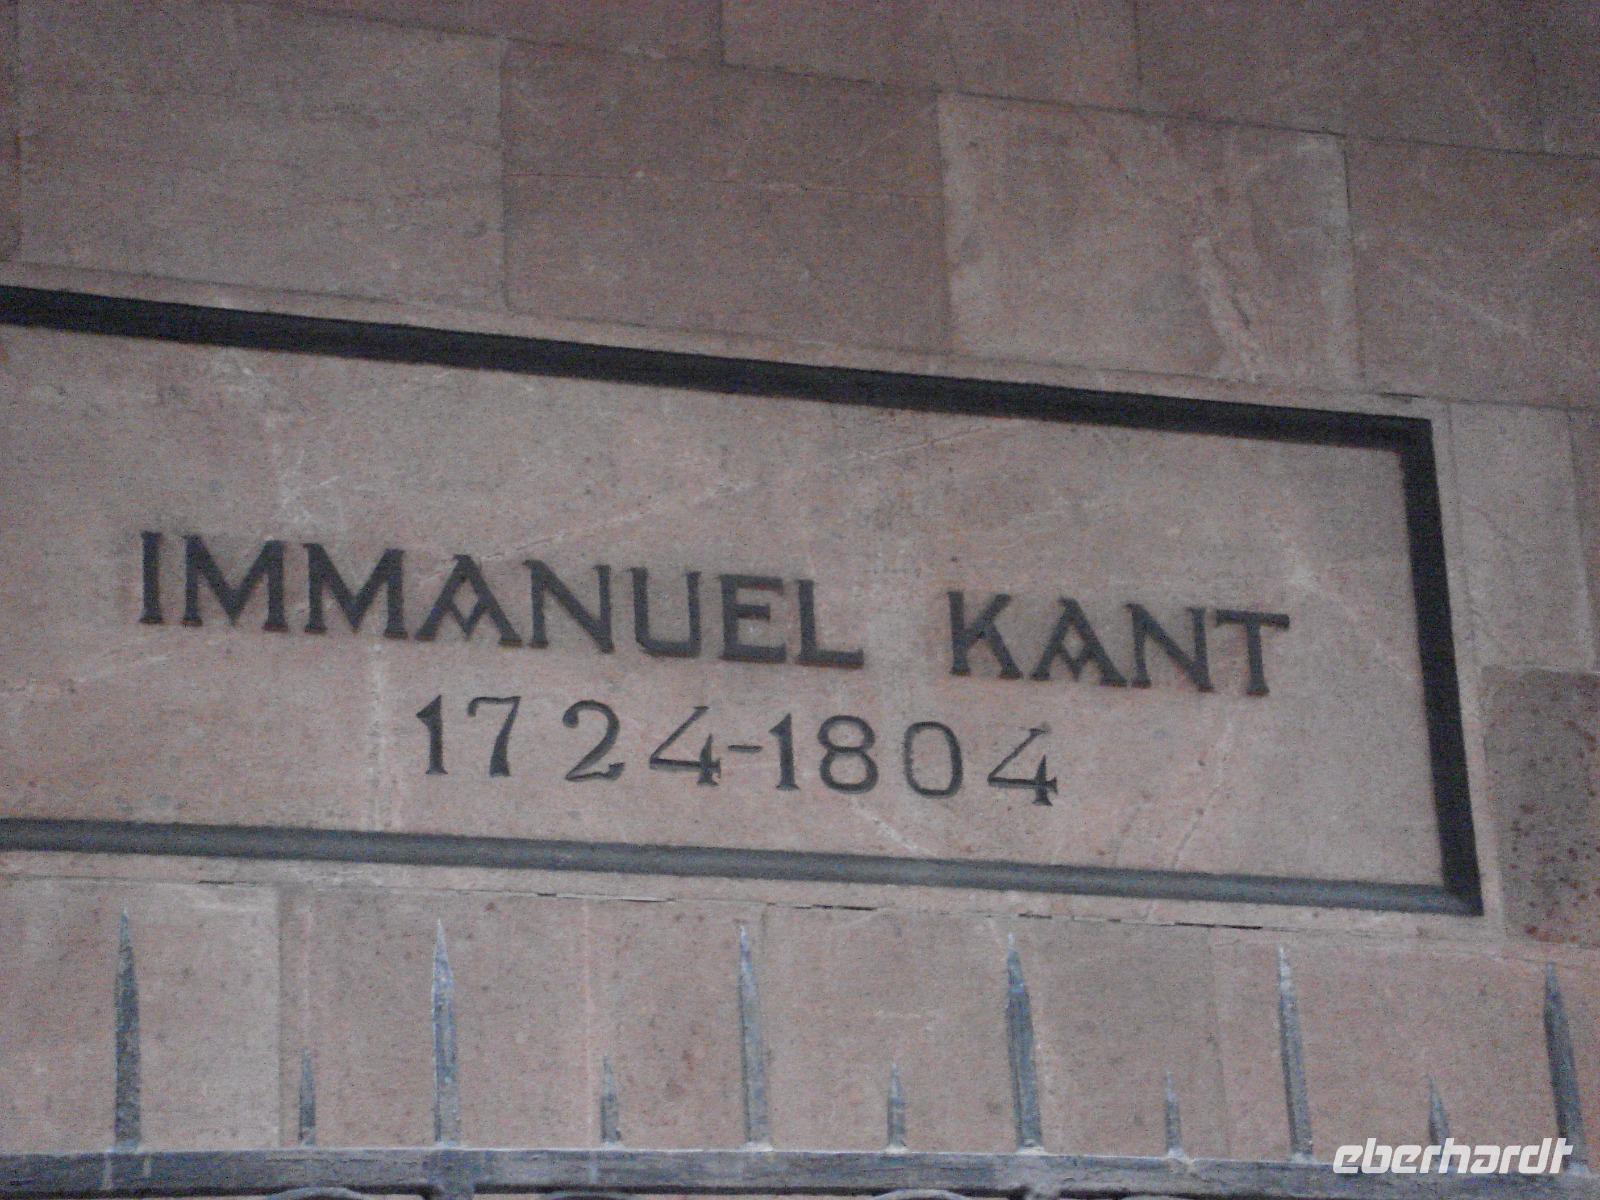 IMMANUEL KANT
1724-1804
eberhardt